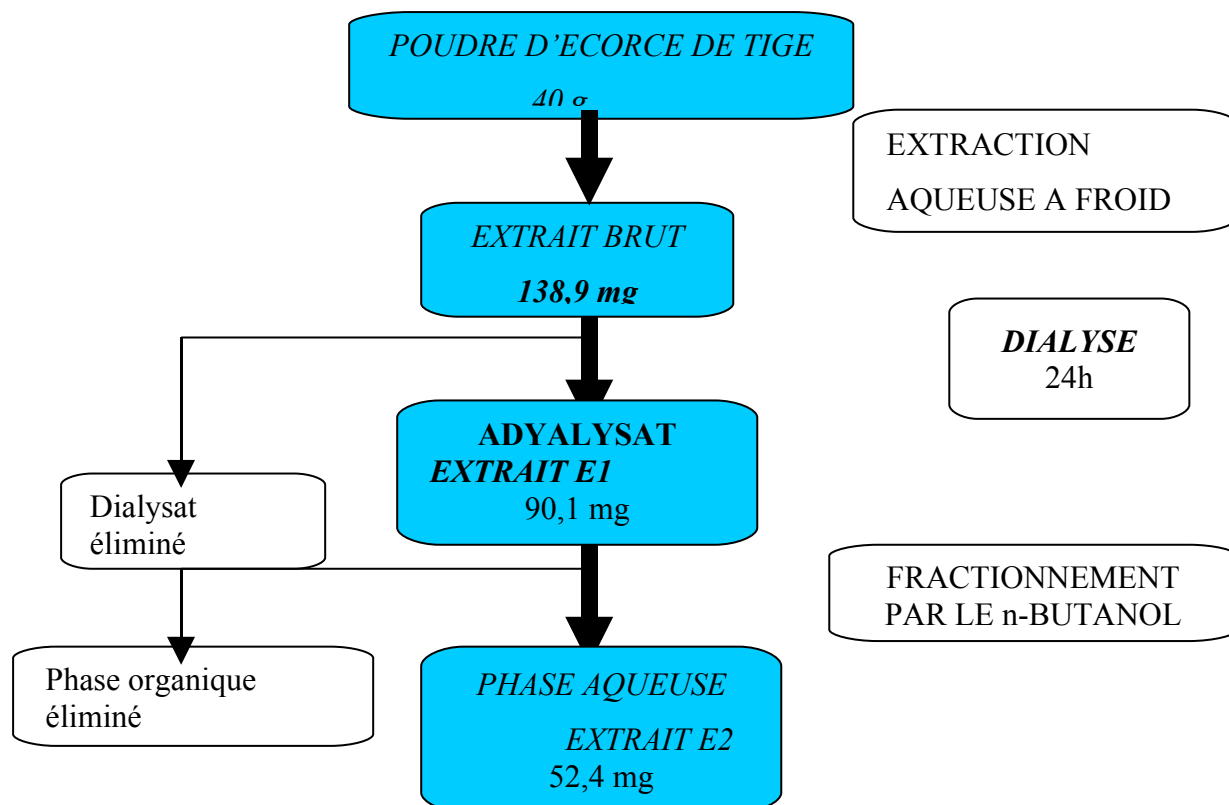 POUDRE D’ECORCE DE TIGE
40 g
EXTRACTION
AQUEUSE A FROID
EXTRAIT BRUT
138,9 mg
DIALYSE
24h
ADYALYSAT
EXTRAIT E1
90,1 mg
Dialysat
éliminé
FRACTIONNEMENT
PAR LE n-BUTANOL
Phase organique
éliminé
PHASE AQUEUSE
EXTRAIT E2
52,4 mg